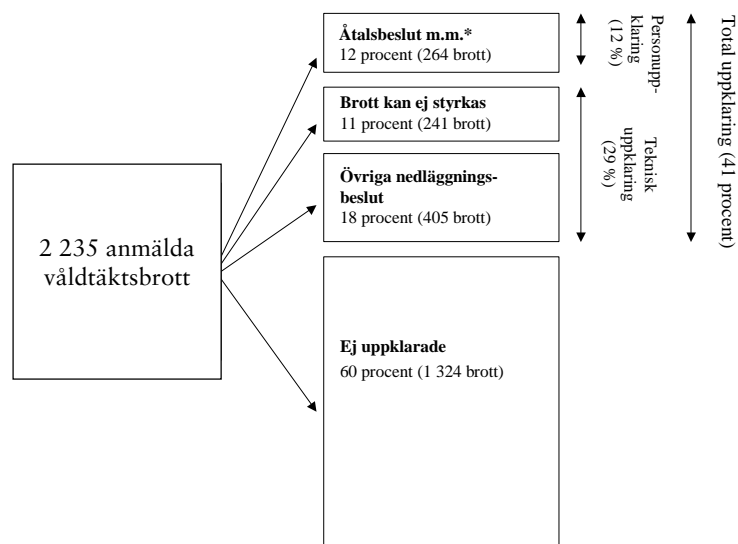 2 235 anmälda
våldtäktsbrott
Åtalsbeslut m.m.*
12 procent (264 brott)
Brott kan ej styrkas
11 procent (241 brott)
Övriga nedläggnings-
beslut
18 procent (405 brott)
Ej uppklarade
60 procent (1 324 brott)
Personupp-
klaring
(12 %)
Teknisk
uppklaring
(29 %)
Total uppklaring (41 procent)